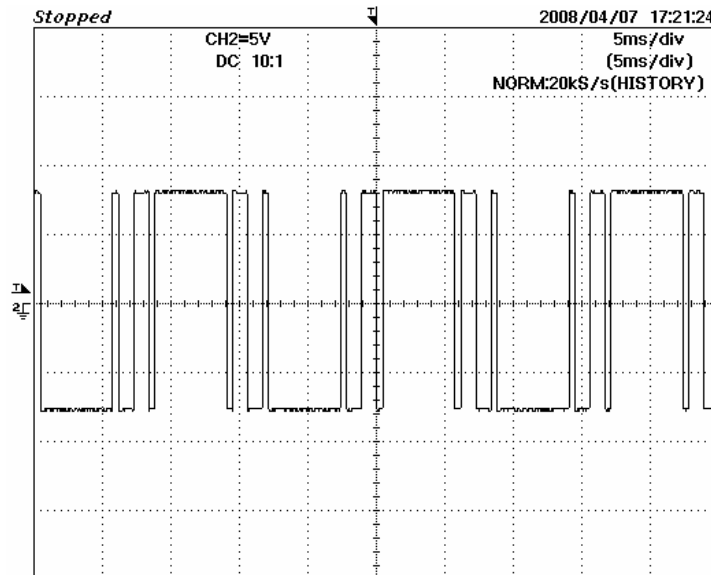 Stopped
2008/04/07 17:21:24
CH2=5V
5ms/div
DC 10:1
(5ms/div)
NORM:20kS/s(HISTORY)
T
T
2